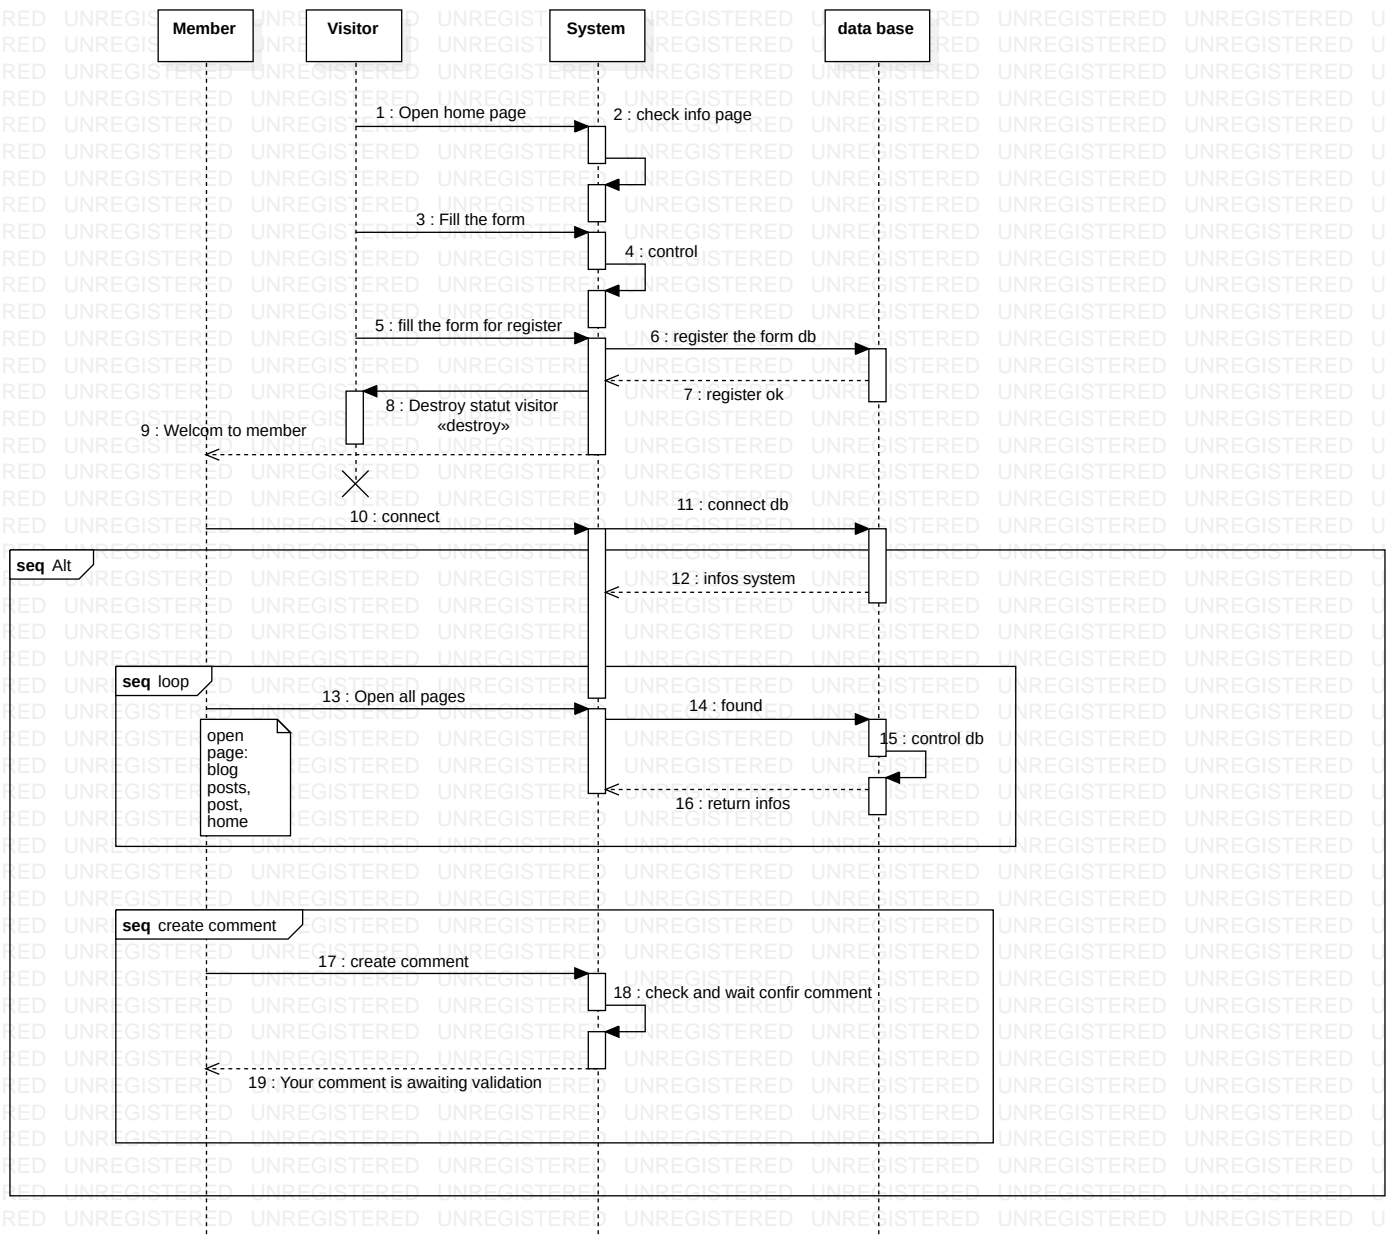 Member
Visitor
System
data base
1 : Open home page
2 : check info page
3 : Fill the form
4 : control
5 : fill the form for register
6 : register the form db
7 : register ok
8 : Destroy statut visitor
«destroy»
9 : Welcom to member
10 : connect
11 : connect db
seq Alt
12 : infos system
seq loop
13 : Open all pages
14 : found
open
page:
blog
posts,
post,
home
15 : control db
16 : return infos
seq create comment
17 : create comment
18 : check and wait confir comment
19 : Your comment is awaiting validation
UNREGISTERED